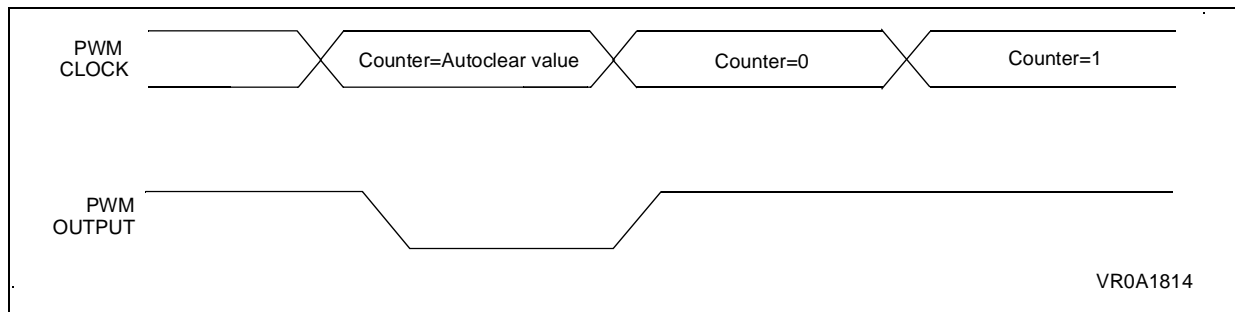 PWM
CLOCK
Counter=Autoclear value
Counter=0
Counter=1
PWM
OUTPUT
VR0A1814